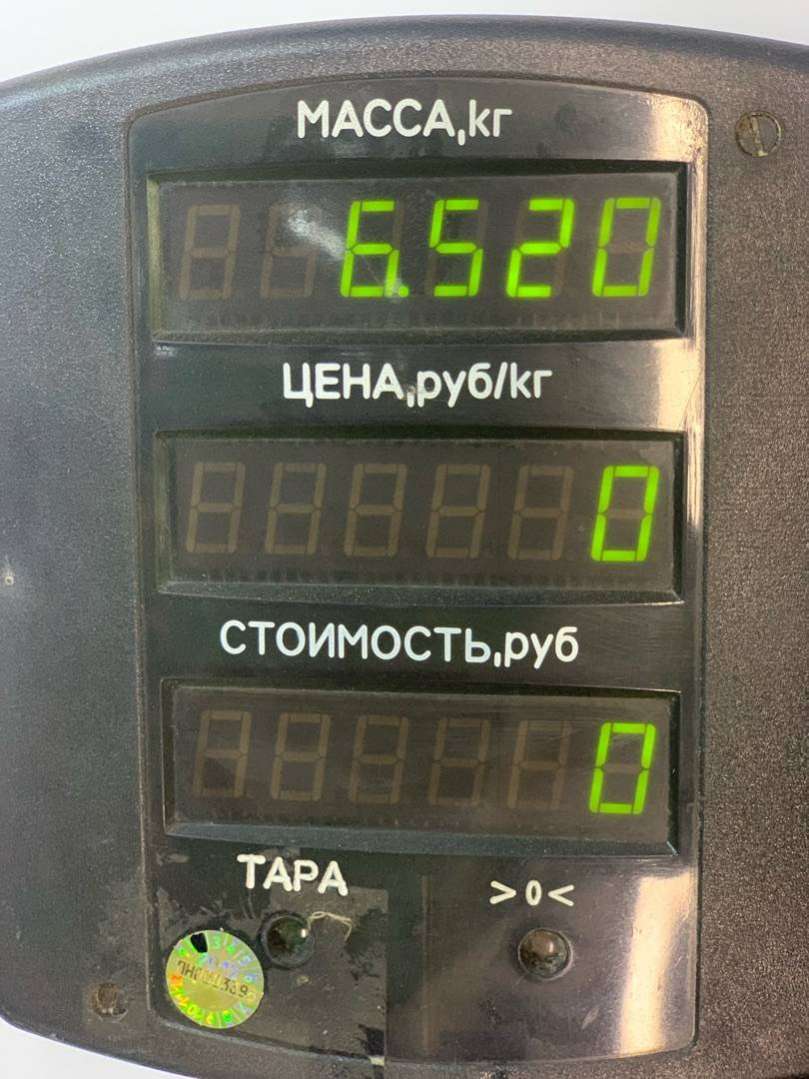 МАССА,кг
6.520
ЦЕНА,руб/кг
0
СТОИМОСТЬ,руб
0
ТАРА >0<